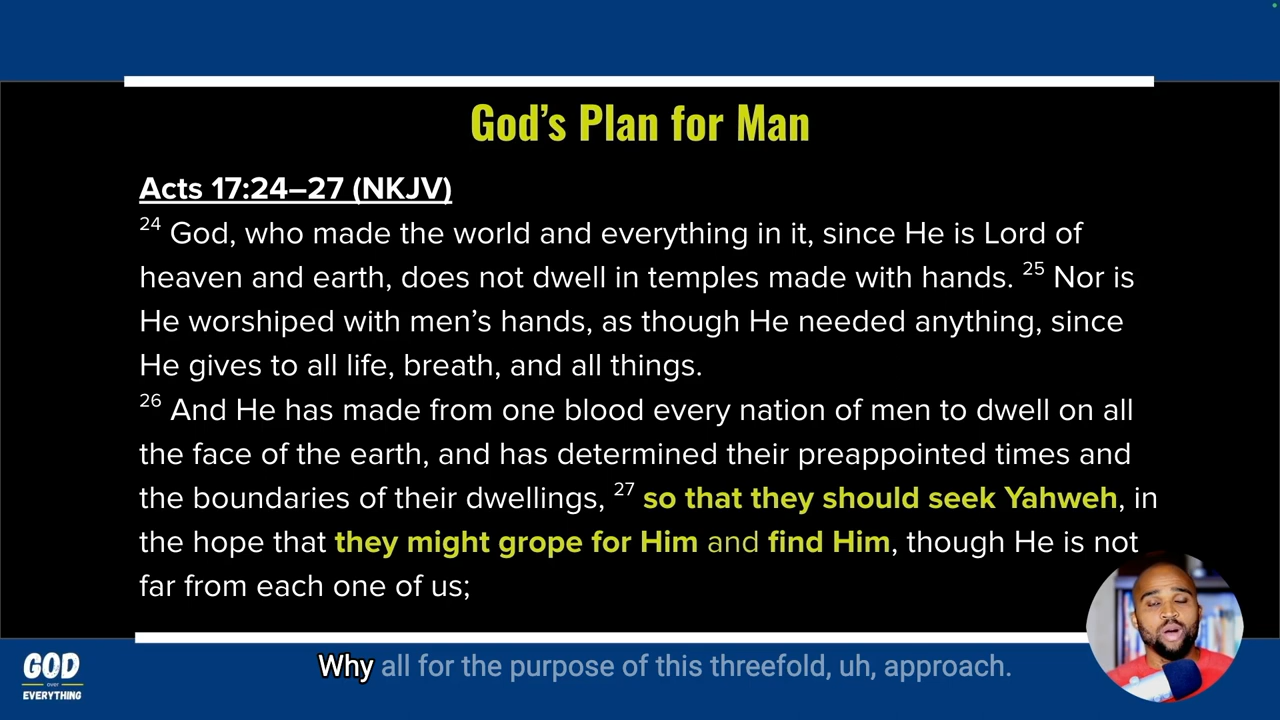 God’s Plan for Man
Acts 17:24–27 (NKJV)
24 God, who made the world and everything in it, since He is Lord of
heaven and earth, does not dwell in temples made with hands. 25 Nor is
He worshiped with men’s hands, as though He needed anything, since
He gives to all life, breath, and all things.
26 And He has made from one blood every nation of men to dwell on all
the face of the earth, and has determined their preappointed times and
the boundaries of their dwellings, 27 so that they should seek Yahweh, in
the hope that they might grope for Him and find Him, though He is not
far from each one of us;
GOD
over
EVERYTHING
Why all for the purpose of this threefold, uh, approach.